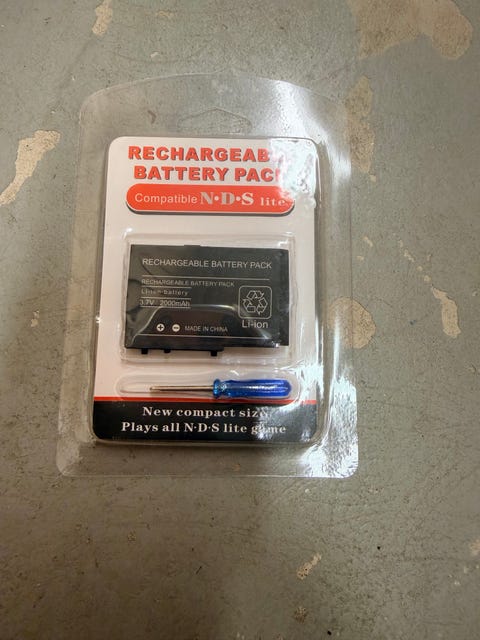 RECHARGEABLE
BATTERY PACK
Compatible N·D·S lite
RECHARGEABLE BATTERY PACK
RECHARGEABLE BATTERY PACK
Li-ion battery
3.7V 2000mAh
Li-ion
MADE IN CHINA
New compact size
Plays all N·D·S lite game